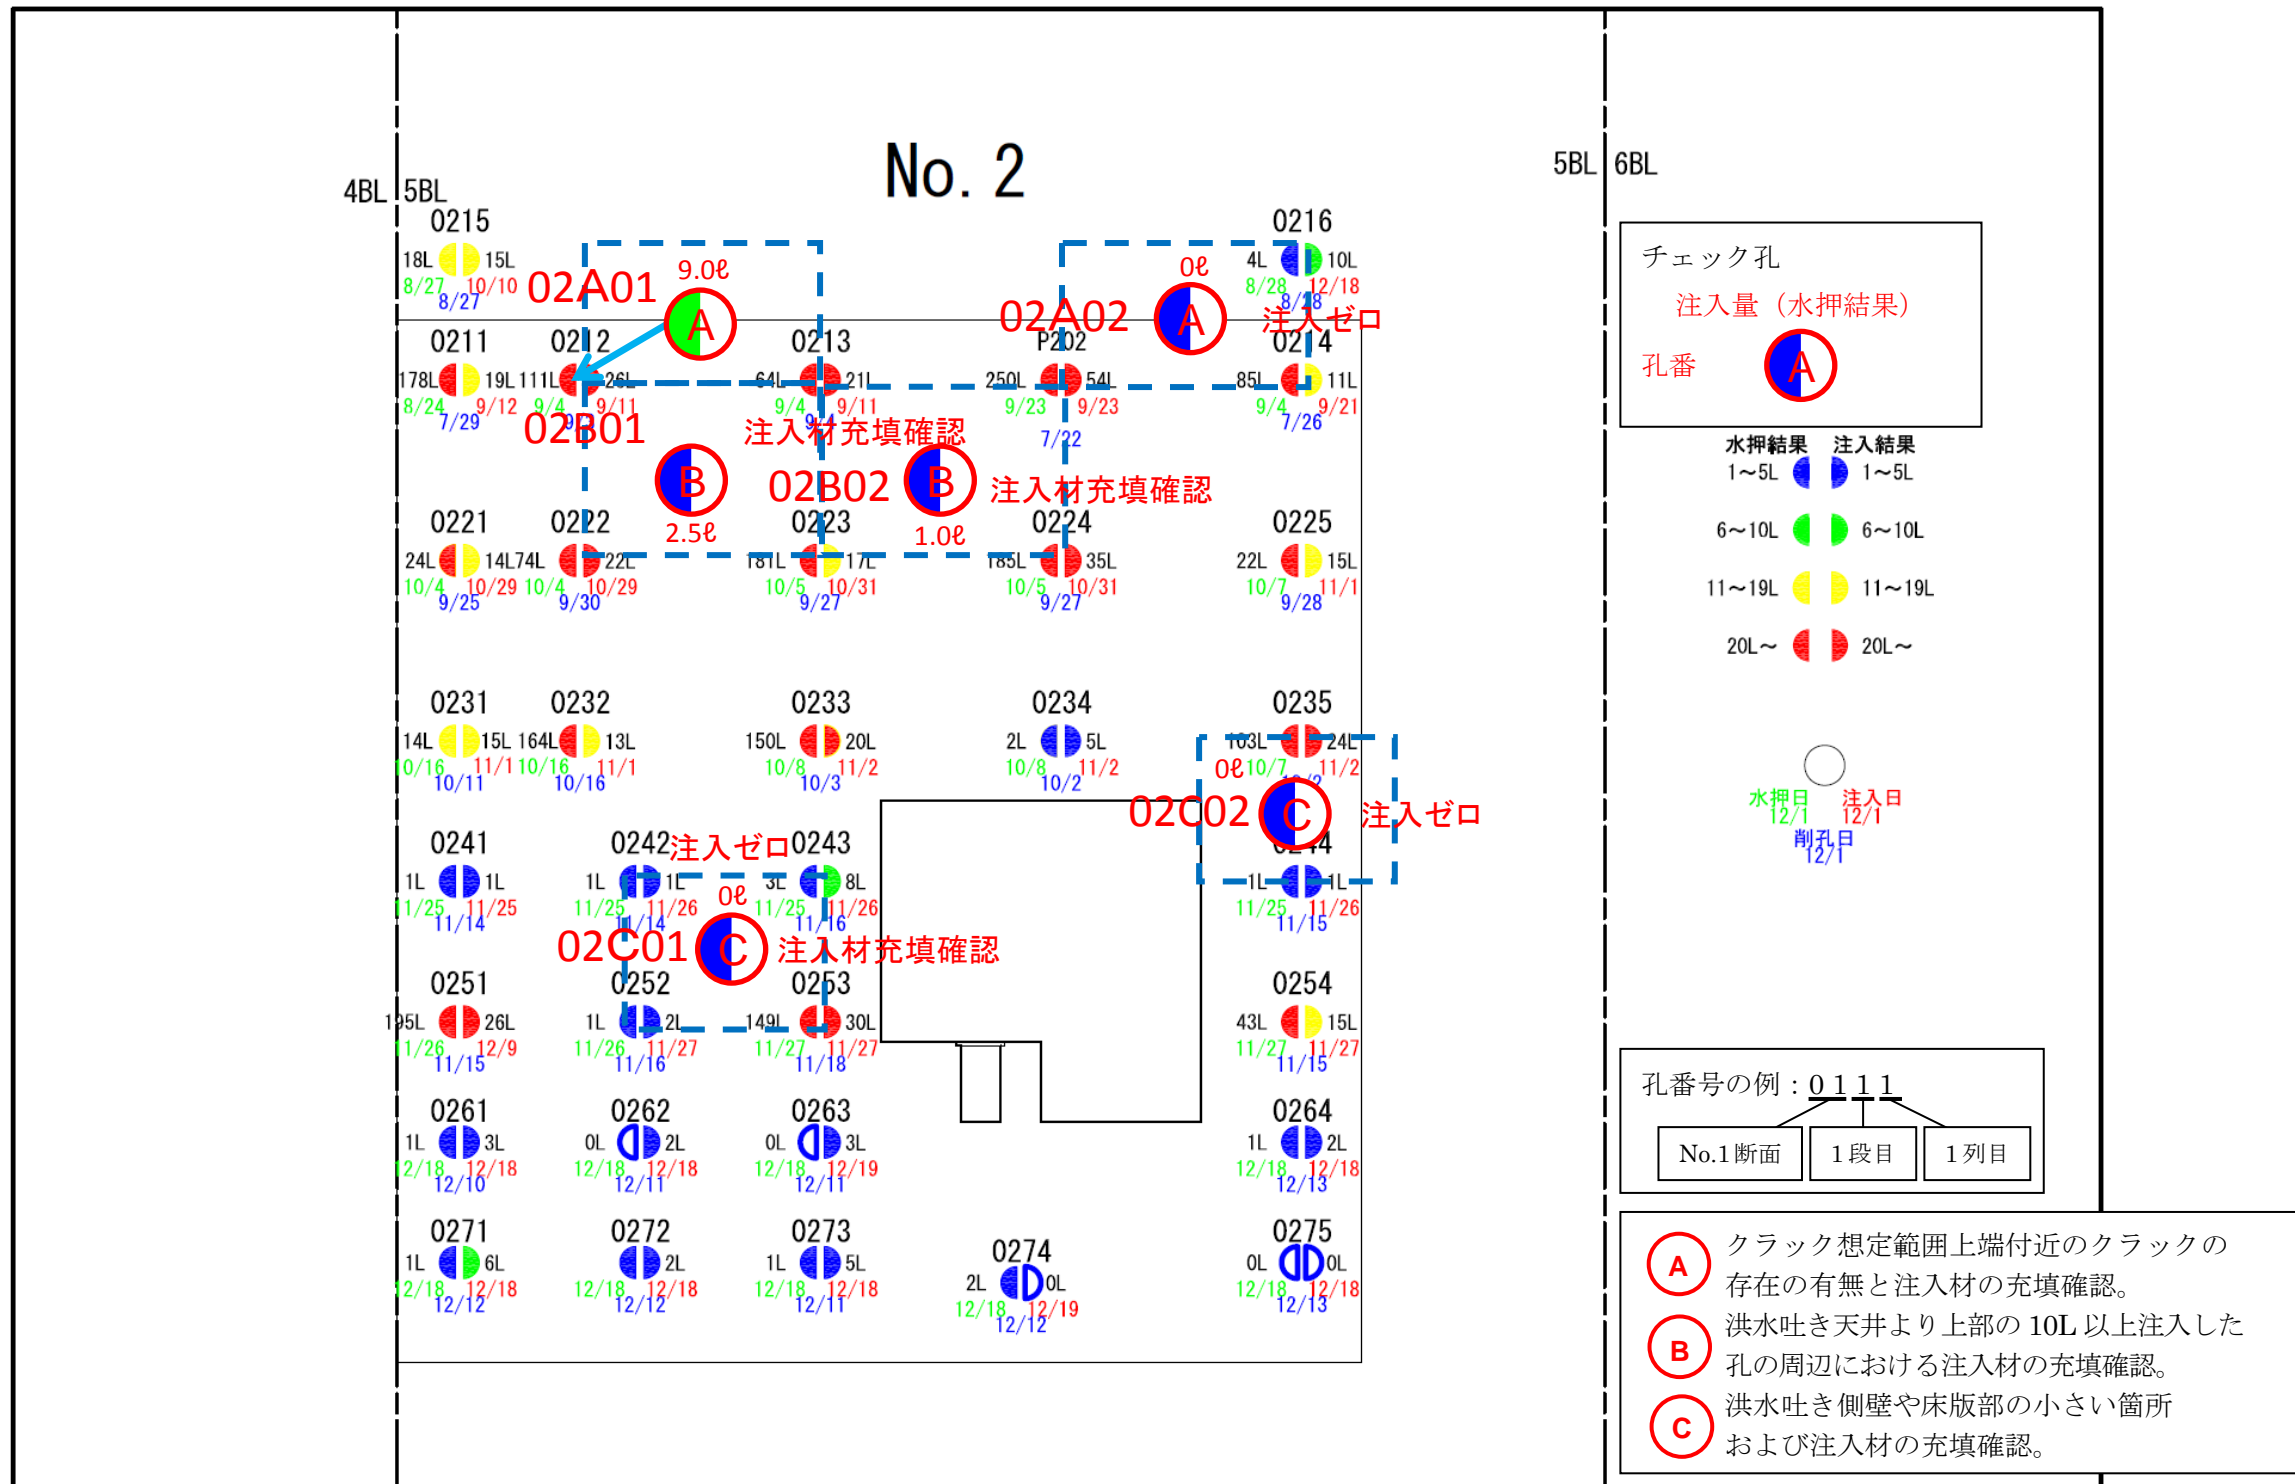 No. 2
4BL 5BL
5BL 6BL
0215
18L 15L
8/27 10/10
8/27
02A01
9.0ℓ
A
02A02
0ℓ
A
注入ゼロ
0216
4L 10L
8/28 12/18
8/28
0211
178L 19L
8/24 9/12
7/29
0212
111L 26L
9/4 9/11
0213
64L 21L
9/4 9/11
9/4
P202
250L 54L
9/23 9/23
7/22
0214
85L 11L
9/4 9/21
7/26
02B01
注入材充填確認
B
2.5ℓ
02B02
B
注入材充填確認
1.0ℓ
0221
24L 14L
10/4 10/29
9/25
0222
74L 22L
10/4 10/29
9/30
0223
181L 17L
10/5 10/31
9/27
0224
185L 35L
10/5 10/31
9/27
0225
22L 15L
10/7 11/1
9/28
0231
14L 15L
10/16 11/1
10/11
0232
164L 13L
10/16 11/1
10/16
0233
150L 20L
10/8 11/2
10/3
0234
2L 5L
10/8 11/2
10/2
0235
103L 24L
10/7 11/2
10/2
0ℓ
02C02
C
注入ゼロ
0241
1L 1L
11/25 11/25
11/14
0242
1L 1L
11/25 11/26
11/14
注入ゼロ
0243
3L 8L
11/25 11/26
11/16
0244
1L 1L
11/25 11/26
11/15
0ℓ
02C01
C
注入材充填確認
0251
195L 26L
11/26 12/9
11/15
0252
1L 2L
11/26 11/27
11/16
0253
149L 30L
11/27 11/27
11/18
0254
43L 15L
11/27 11/27
11/15
0261
1L 3L
12/18 12/18
12/10
0262
0L 2L
12/18 12/18
12/11
0263
0L 3L
12/18 12/19
12/11
0264
1L 2L
12/18 12/18
12/13
0271
1L 6L
12/18 12/18
12/12
0272
2L
12/18 12/18
12/12
0273
1L 5L
12/18 12/18
12/11
0274
2L 0L
12/18 12/19
12/12
0275
0L 0L
12/18 12/18
12/13
チェック孔
注入量（水押結果）
孔番
A
水押結果 注入結果
1～5L 1～5L
6～10L 6～10L
11～19L 11～19L
20L～ 20L～
水押日 注入日
12/1 12/1
削孔日
12/1
孔番号の例：0 1 1 1
No.1断面 1段目 1列目
A クラック想定範囲上端付近のクラックの
存在の有無と注入材の充填確認。
B 洪水吐き天井より上部の 10L 以上注入した
孔の周辺における注入材の充填確認。
C 洪水吐き側壁や床版部の小さい箇所
および注入材の充填確認。